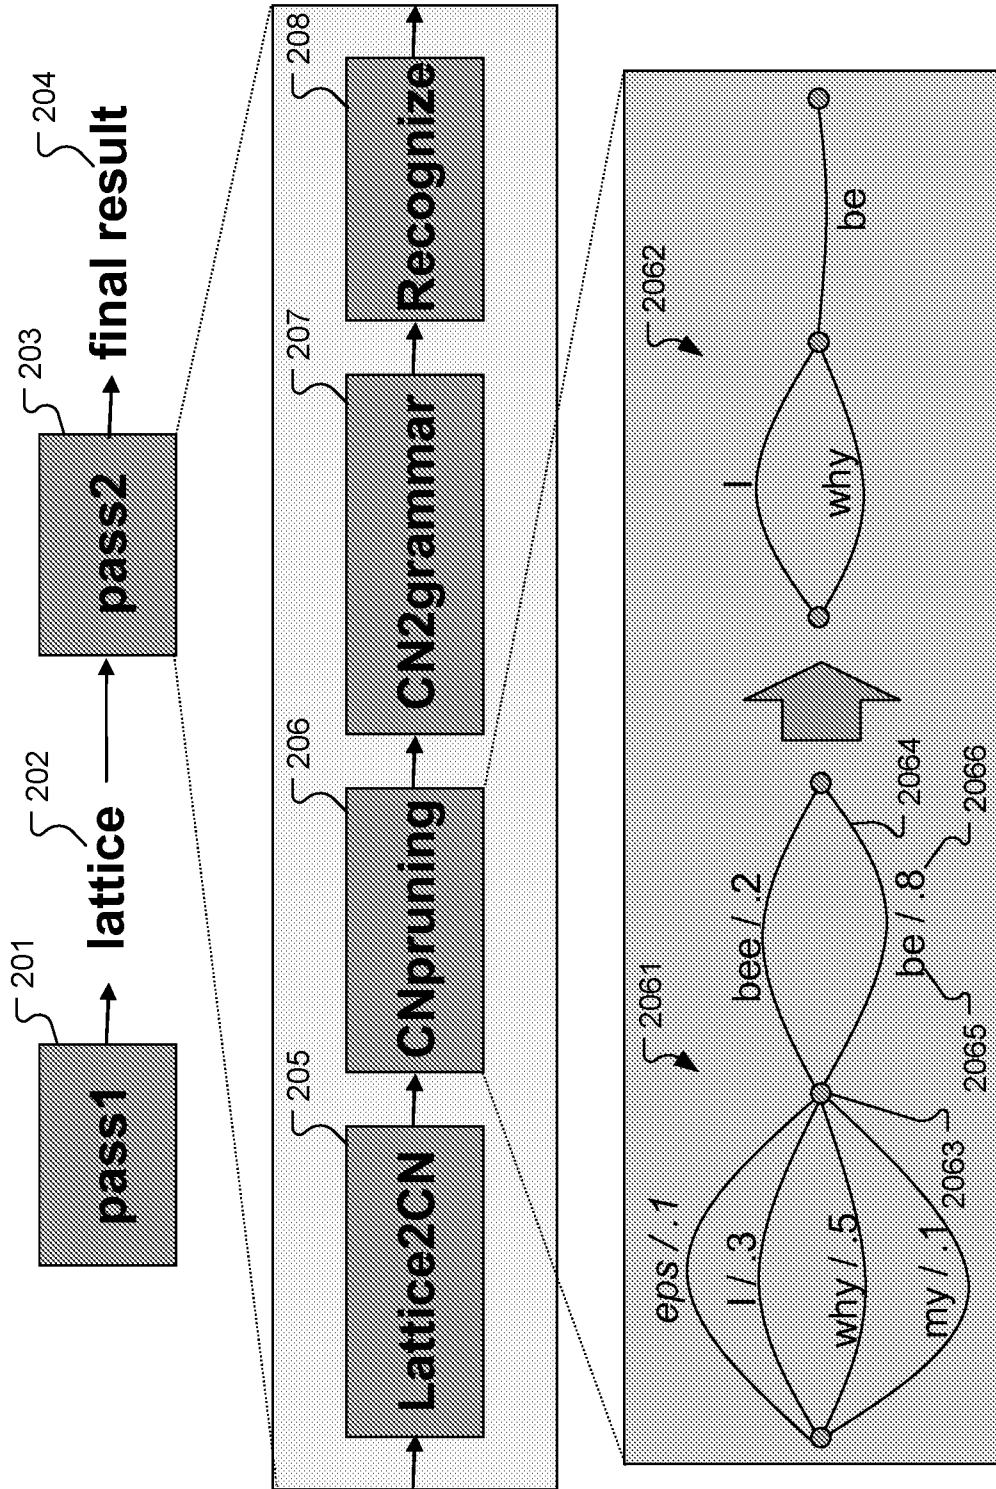 201
202
203
204
pass1
lattice
pass2
final result
205
206
207
208
Lattice2CN
CNpruning
CN2grammar
Recognize
2061
2062
eps / .1
I / .3
why / .5
my / .1
bee / .2
be / .8
I
why
be
2063
2065
2064
2066